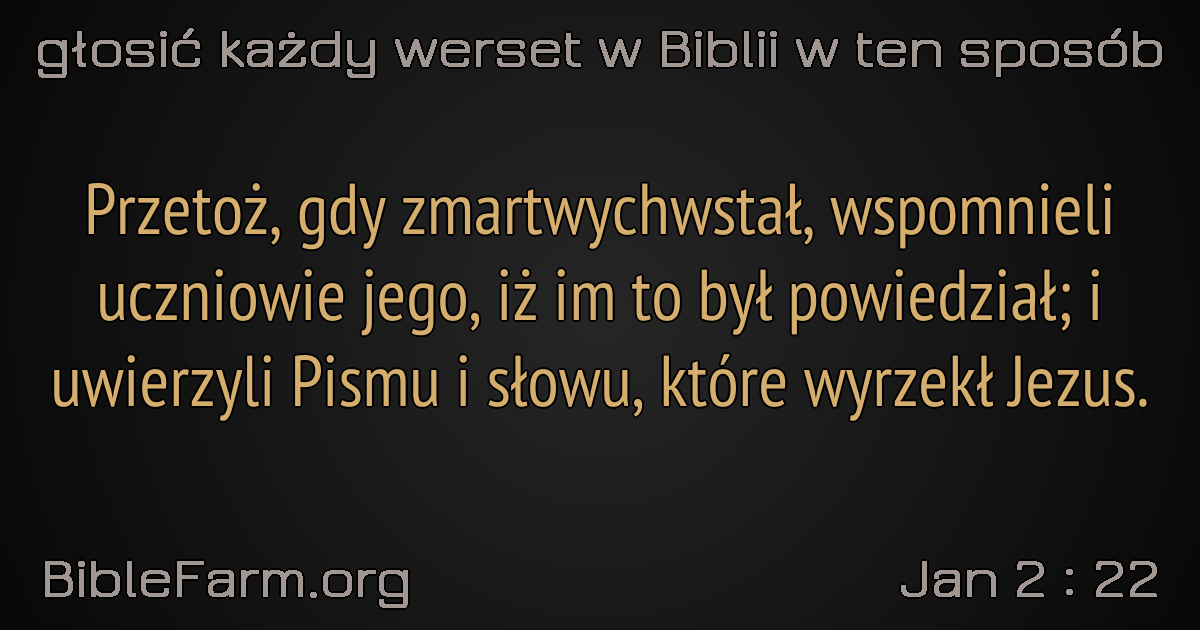 głosić każdy werset w Biblii w ten sposób
Przetoż, gdy zmartwychwstał, wspomnieli
uczniowie jego, iż im to był powiedział; i
uwierzyli Pismu i słowu, które wyrzekł Jezus.
BibleFarm.org
Jan 2 : 22